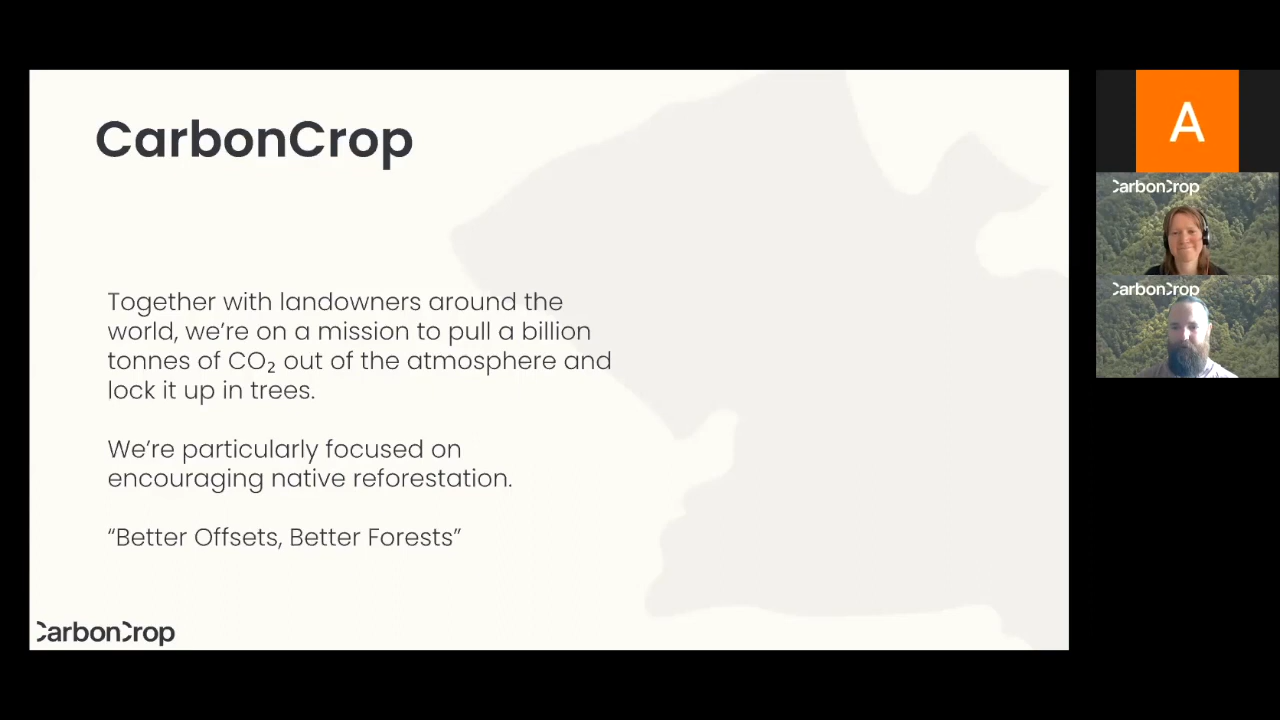 CarbonCrop
Together with landowners around the
world, we’re on a mission to pull a billion
tonnes of CO₂ out of the atmosphere and
lock it up in trees.
We’re particularly focused on
encouraging native reforestation.
“Better Offsets, Better Forests”
CarbonCrop
A
CarbonCrop
CarbonCrop